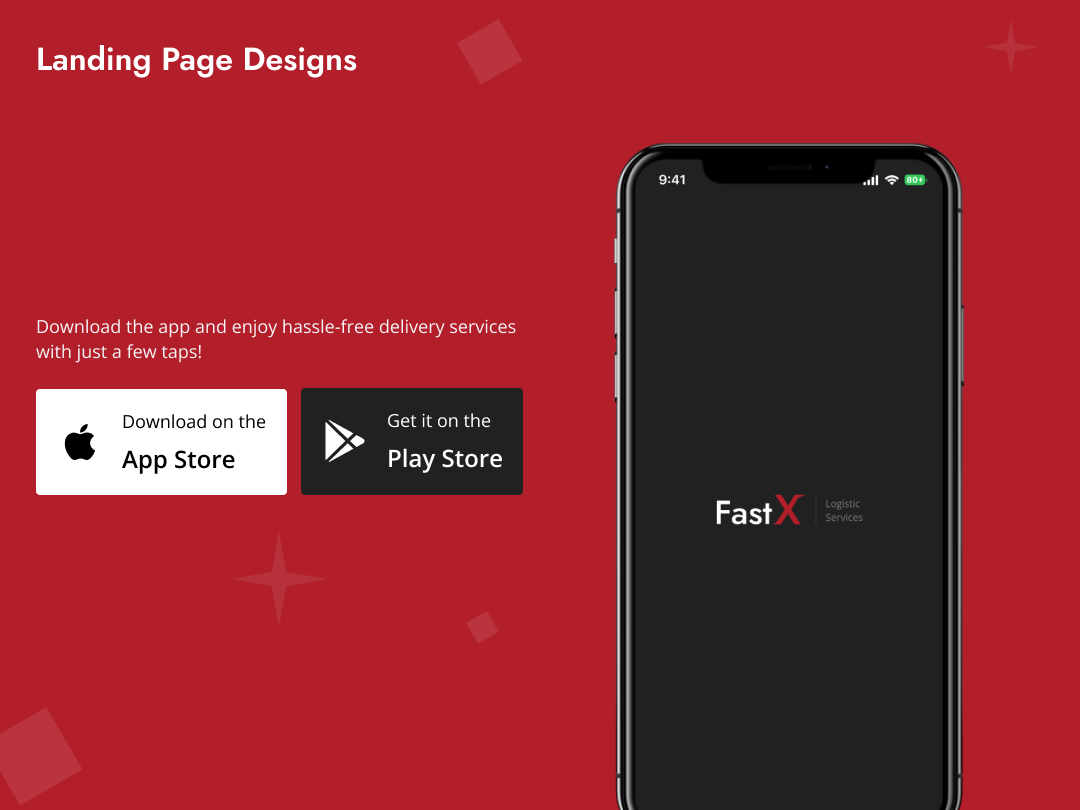 Landing Page Designs
9:41
80
Download the app and enjoy hassle-free delivery services
with just a few taps!
Download on the
App Store
Get it on the
Play Store
FastX
Logistic
Services